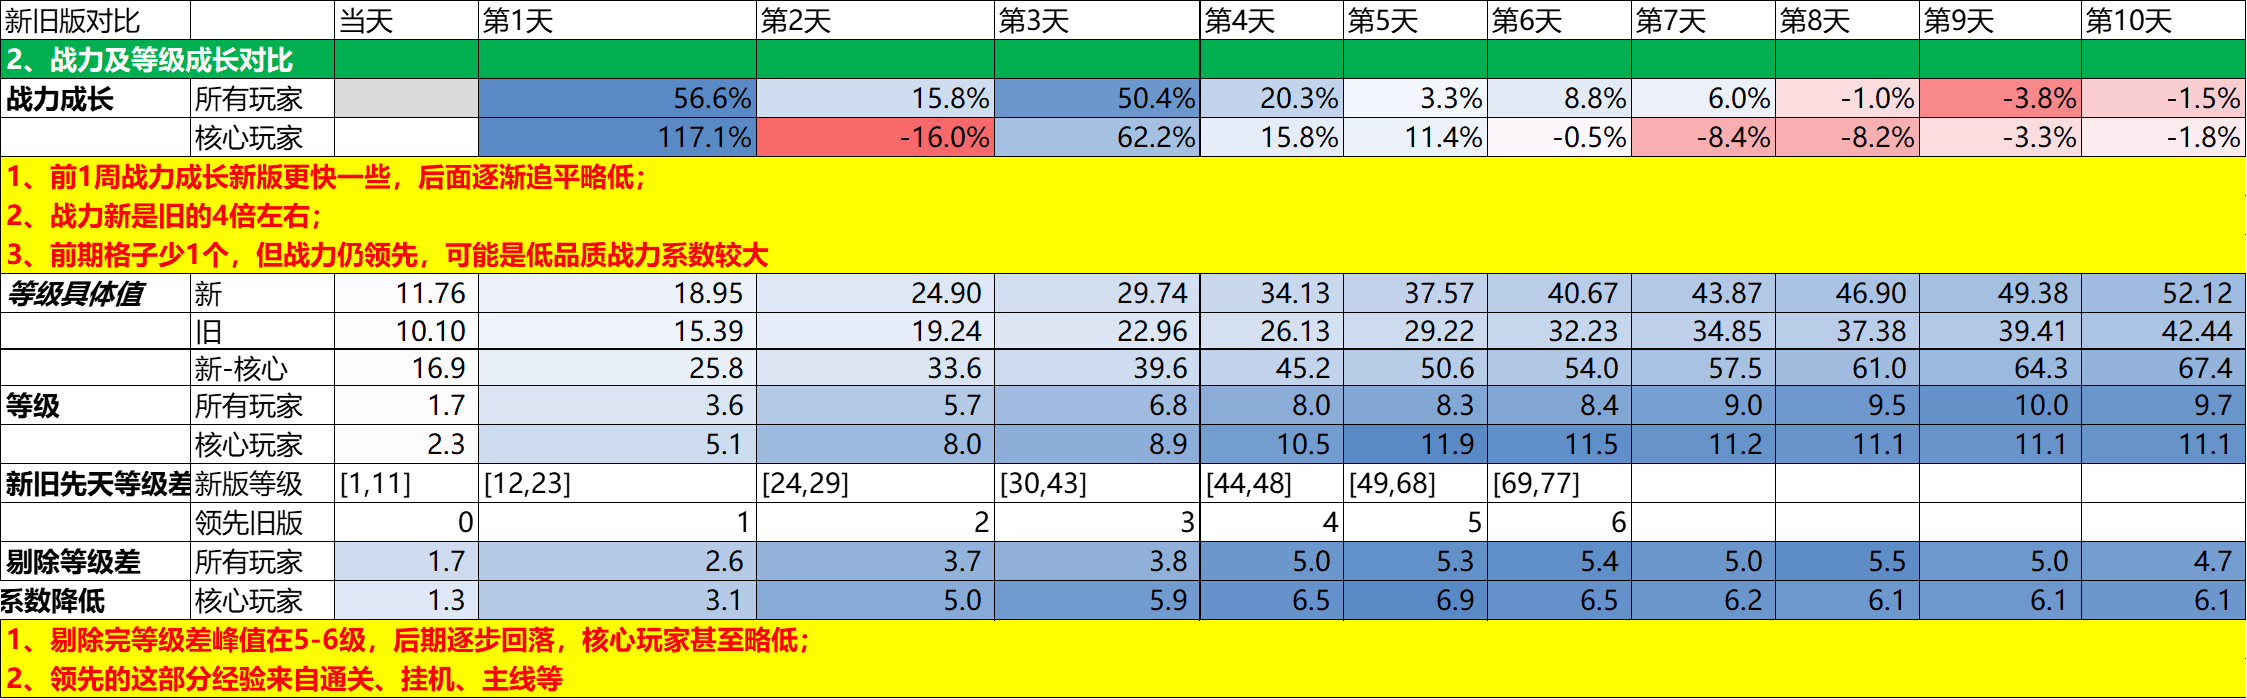 新旧版对比 当天 第1天 第2天 第3天 第4天 第5天 第6天 第7天 第8天 第9天 第10天
2、战力及等级成长对比
战力成长 所有玩家 56.6% 15.8% 50.4% 20.3% 3.3% 8.8% 6.0% -1.0% -3.8% -1.5%
核心玩家 117.1% -16.0% 62.2% 15.8% 11.4% -0.5% -8.4% -8.2% -3.3% -1.8%
1、前1周战力成长新版更快一些，后面逐渐追平略低；
2、战力新是旧的4倍左右；
3、前期格子少1个，但战力仍领先，可能是低品质战力系数较大
等级具体值 新 11.76 18.95 24.90 29.74 34.13 37.57 40.67 43.87 46.90 49.38 52.12
旧 10.10 15.39 19.24 22.96 26.13 29.22 32.23 34.85 37.38 39.41 42.44
新-核心 16.9 25.8 33.6 39.6 45.2 50.6 54.0 57.5 61.0 64.3 67.4
等级 所有玩家 1.7 3.6 5.7 6.8 8.0 8.3 8.4 9.0 9.5 10.0 9.7
核心玩家 2.3 5.1 8.0 8.9 10.5 11.9 11.5 11.2 11.1 11.1 11.1
新旧先天等级差 新版等级 [1,11] [12,23] [24,29] [30,43] [44,48] [49,68] [69,77]
领先旧版 0 1 2 3 4 5 6
剔除等级差 所有玩家 1.7 2.6 3.7 3.8 5.0 5.3 5.4 5.0 5.5 5.0 4.7
系数降低 核心玩家 1.3 3.1 5.0 5.9 6.5 6.9 6.5 6.2 6.1 6.1 6.1
1、剔除完等级差峰值在5-6级，后期逐步回落，核心玩家甚至略低；
2、领先的这部分经验来自通关、挂机、主线等